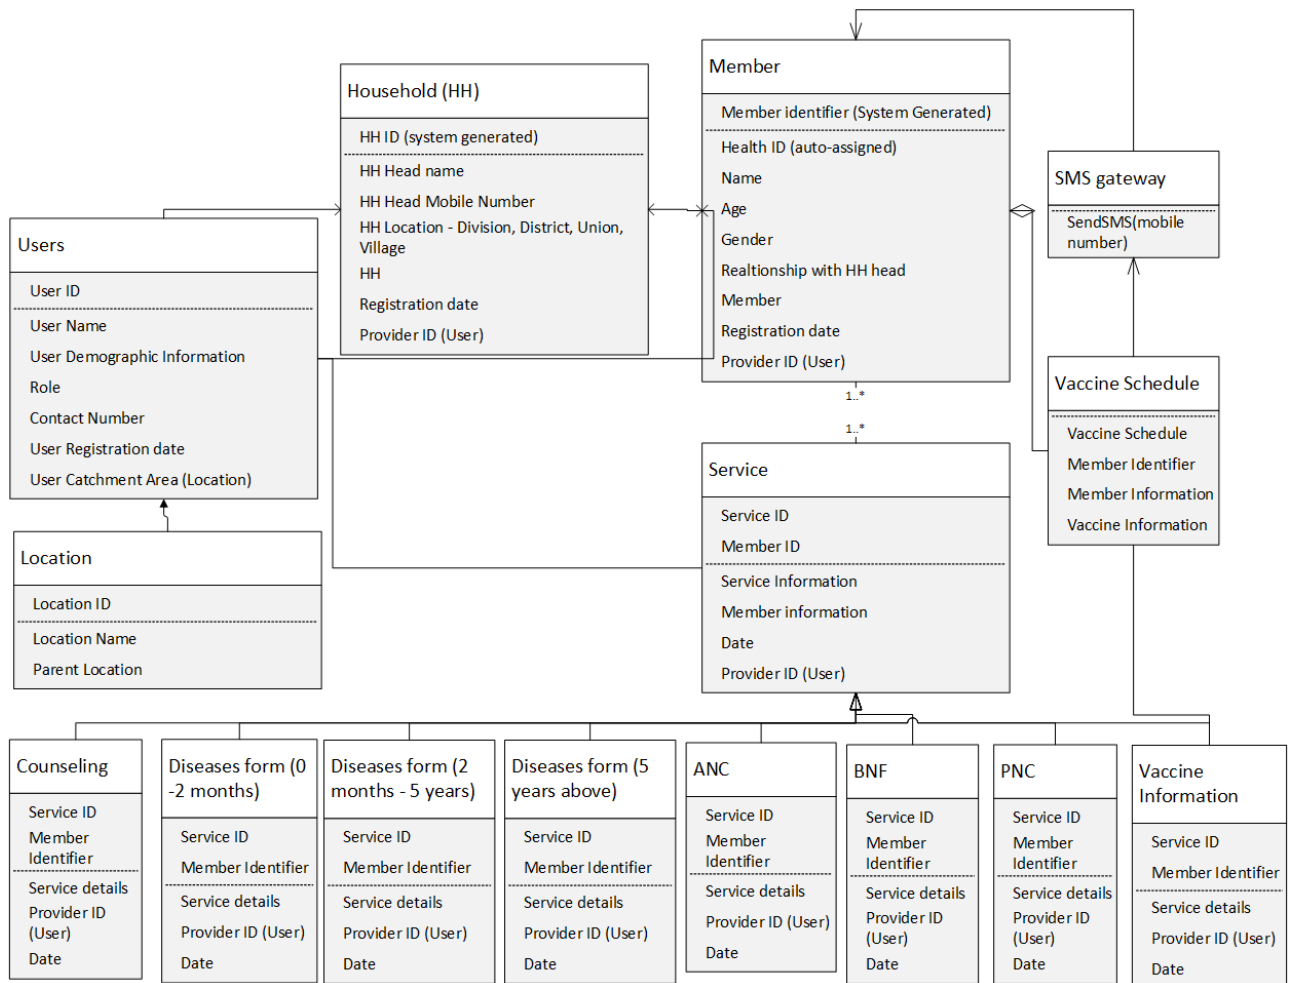 Household (HH)
HH ID (system generated)
HH Head name
HH Head Mobile Number
HH Location - Division, District, Union,
Village
HH
Registration date
Provider ID (User)
Member
Member identifier (System Generated)
Health ID (auto-assigned)
Name
Age
Gender
Realtionship with HH head
Member
Registration date
Provider ID (User)
SMS gateway
SendSMS(mobile
number)
Users
User ID
User Name
User Demographic Information
Role
Contact Number
User Registration date
User Catchment Area (Location)
Vaccine Schedule
Vaccine Schedule
Member Identifier
Member Information
Vaccine Information
1..*
1..*
Service
Service ID
Member ID
Service Information
Member information
Date
Provider ID (User)
Location
Location ID
Location Name
Parent Location
Counseling
Service ID
Member
Identifier
Service details
Provider ID
(User)
Date
Diseases form (0
-2 months)
Service ID
Member Identifier
Service details
Provider ID (User)
Date
Diseases form (2
months - 5 years)
Service ID
Member Identifier
Service details
Provider ID (User)
Date
Diseases form (5
years above)
Service ID
Member Identifier
Service details
Provider ID (User)
Date
ANC
Service ID
Member
Identifier
Service details
Provider ID (User)
Date
BNF
Service ID
Member
Identifier
Service details
Provider ID
(User)
Date
PNC
Service ID
Member
Identifier
Service details
Provider ID
(User)
Date
Vaccine
Information
Service ID
Member Identifier
Service details
Provider ID (User)
Date